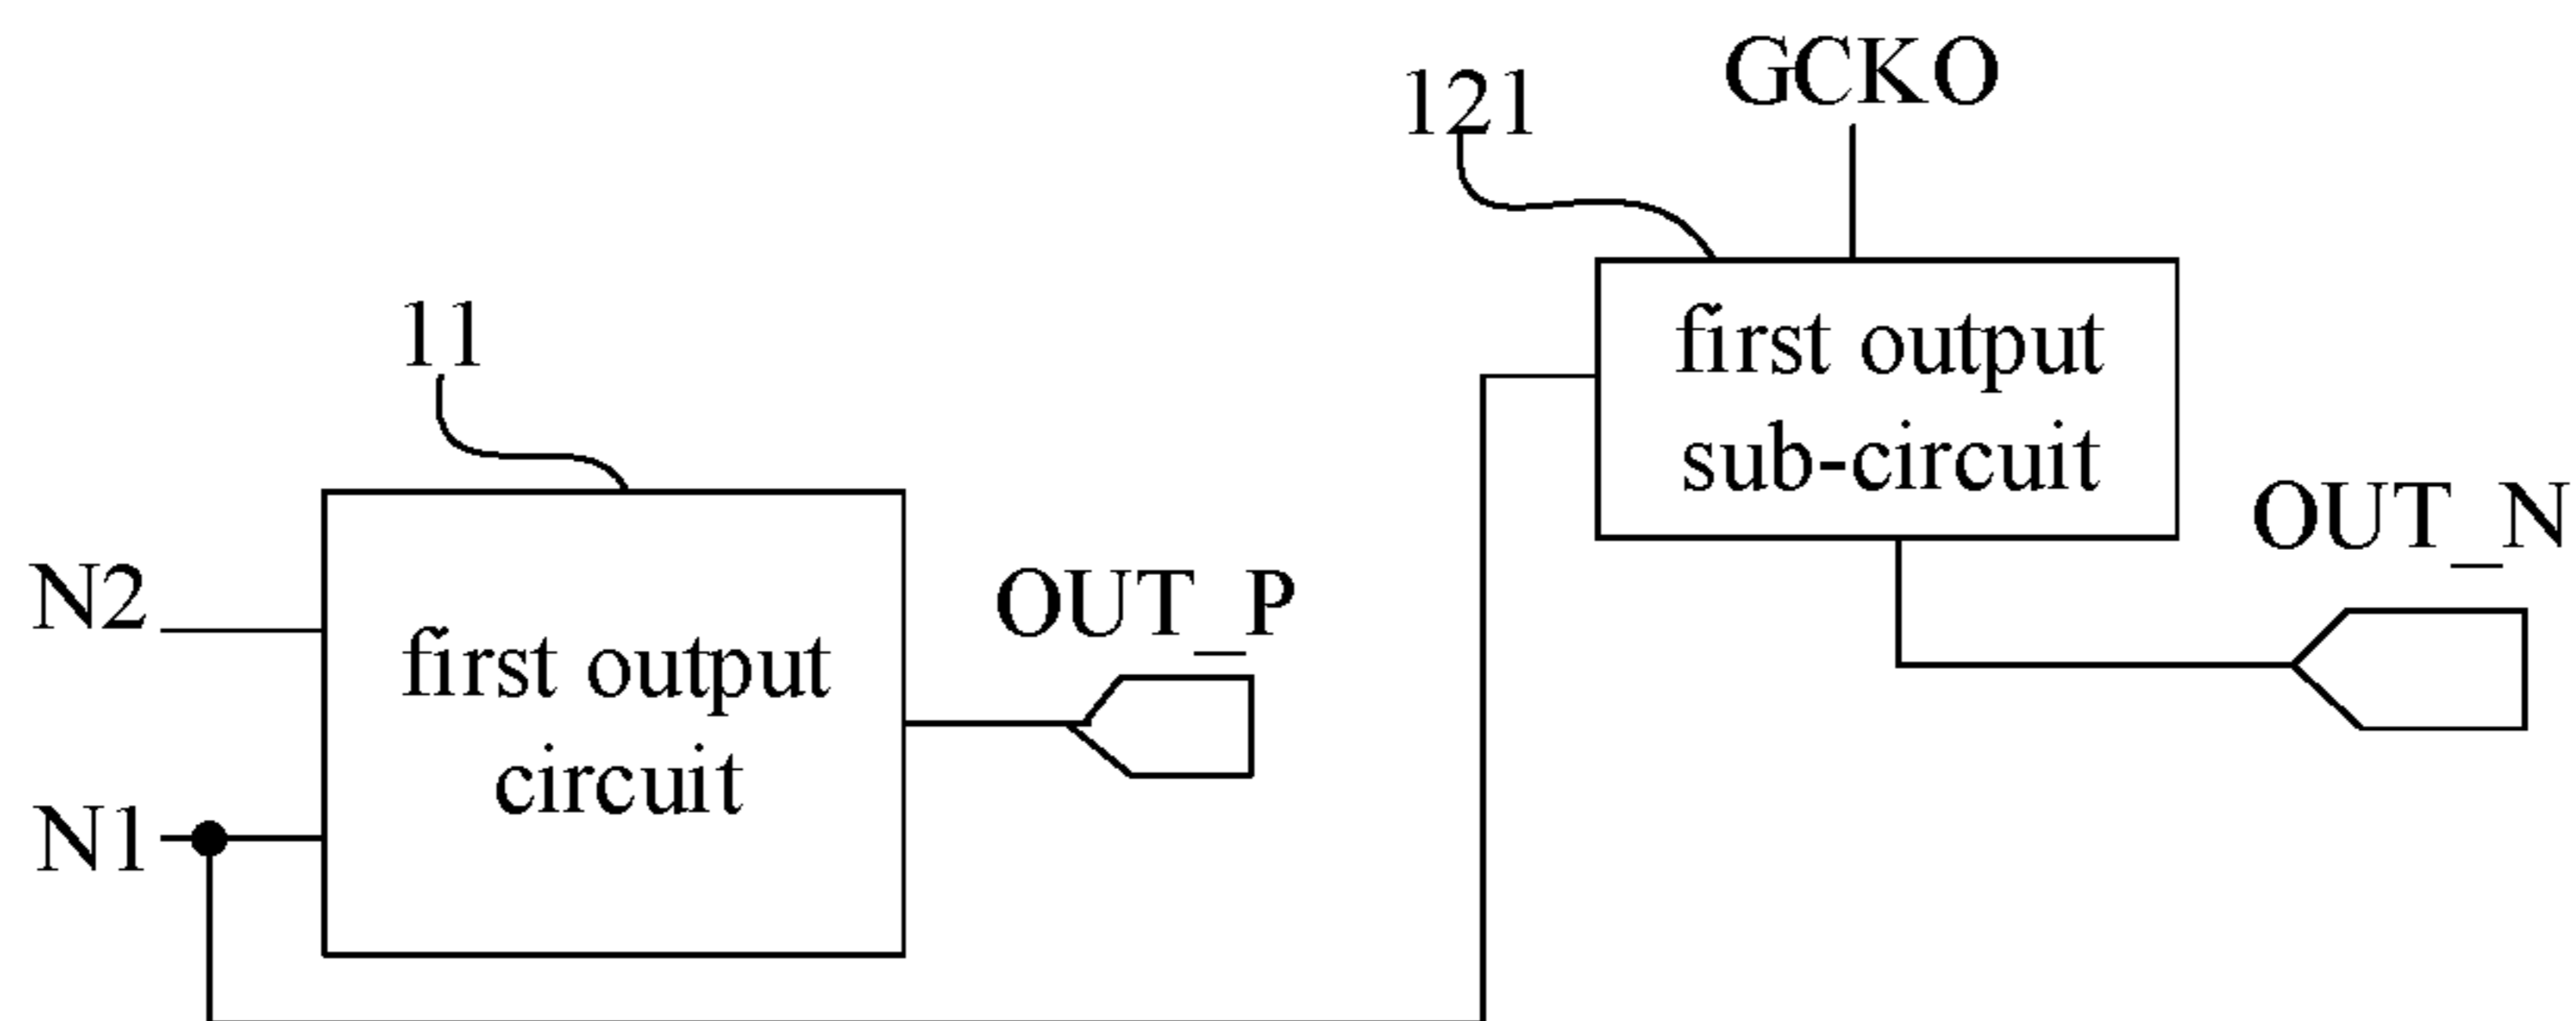 GCKO
121
first output
sub-circuit
11
OUT_N
N2
OUT_P
first output
circuit
N1